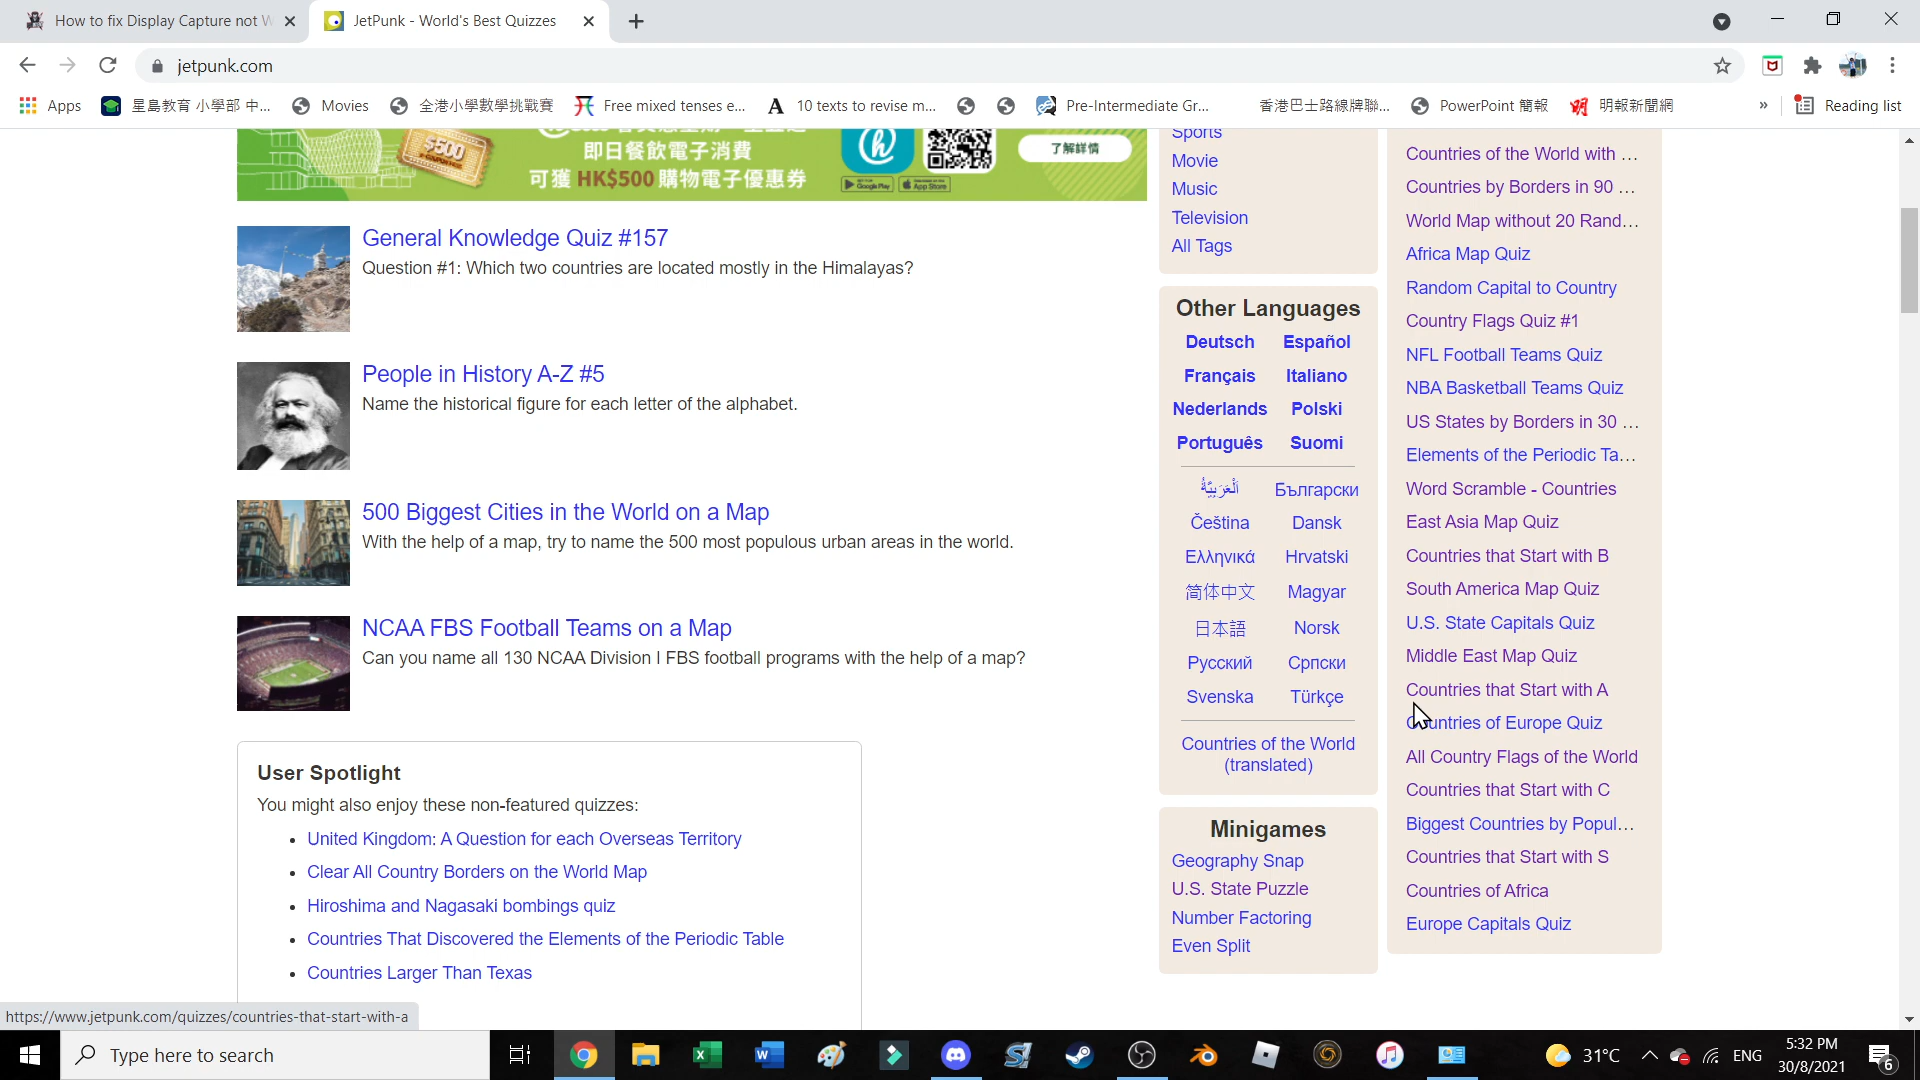 How to fix Display Capture not W
JetPunk - World's Best Quizzes
jetpunk.com
Apps
星島教育 小學部 中...
Movies
全港小學數學挑戰賽
Free mixed tenses e...
10 texts to revise m...
Pre-Intermediate Gr...
香港巴士路線牌聯...
PowerPoint 簡報
明報新聞網
»
Reading list
$500
即日餐飲電子消費
可獲 HK$500 購物電子優惠券
Google Play
App Store
了解詳情
General Knowledge Quiz #157
Question #1: Which two countries are located mostly in the Himalayas?
People in History A-Z #5
Name the historical figure for each letter of the alphabet.
500 Biggest Cities in the World on a Map
With the help of a map, try to name the 500 most populous urban areas in the world.
NCAA FBS Football Teams on a Map
Can you name all 130 NCAA Division I FBS football programs with the help of a map?
User Spotlight
You might also enjoy these non-featured quizzes:
• United Kingdom: A Question for each Overseas Territory
• Clear All Country Borders on the World Map
• Hiroshima and Nagasaki bombings quiz
• Countries That Discovered the Elements of the Periodic Table
• Countries Larger Than Texas
Sports
Movie
Music
Television
All Tags
Other Languages
Deutsch Español
Français Italiano
Nederlands Polski
Português Suomi
اَلْعَرَبِيَّةُ Български
Čeština Dansk
Ελληνικά Hrvatski
简体中文 Magyar
日本語 Norsk
Русский Српски
Svenska Türkçe
Countries of the World
(translated)
Minigames
Geography Snap
U.S. State Puzzle
Number Factoring
Even Split
Countries of the World with ...
Countries by Borders in 90 ...
World Map without 20 Rand...
Africa Map Quiz
Random Capital to Country
Country Flags Quiz #1
NFL Football Teams Quiz
NBA Basketball Teams Quiz
US States by Borders in 30 ...
Elements of the Periodic Ta...
Word Scramble - Countries
East Asia Map Quiz
Countries that Start with B
South America Map Quiz
U.S. State Capitals Quiz
Middle East Map Quiz
Countries that Start with A
Countries of Europe Quiz
All Country Flags of the World
Countries that Start with C
Biggest Countries by Popul...
Countries that Start with S
Countries of Africa
Europe Capitals Quiz
https://www.jetpunk.com/quizzes/countries-that-start-with-a
Type here to search
31°C
ENG
5:32 PM
30/8/2021
6